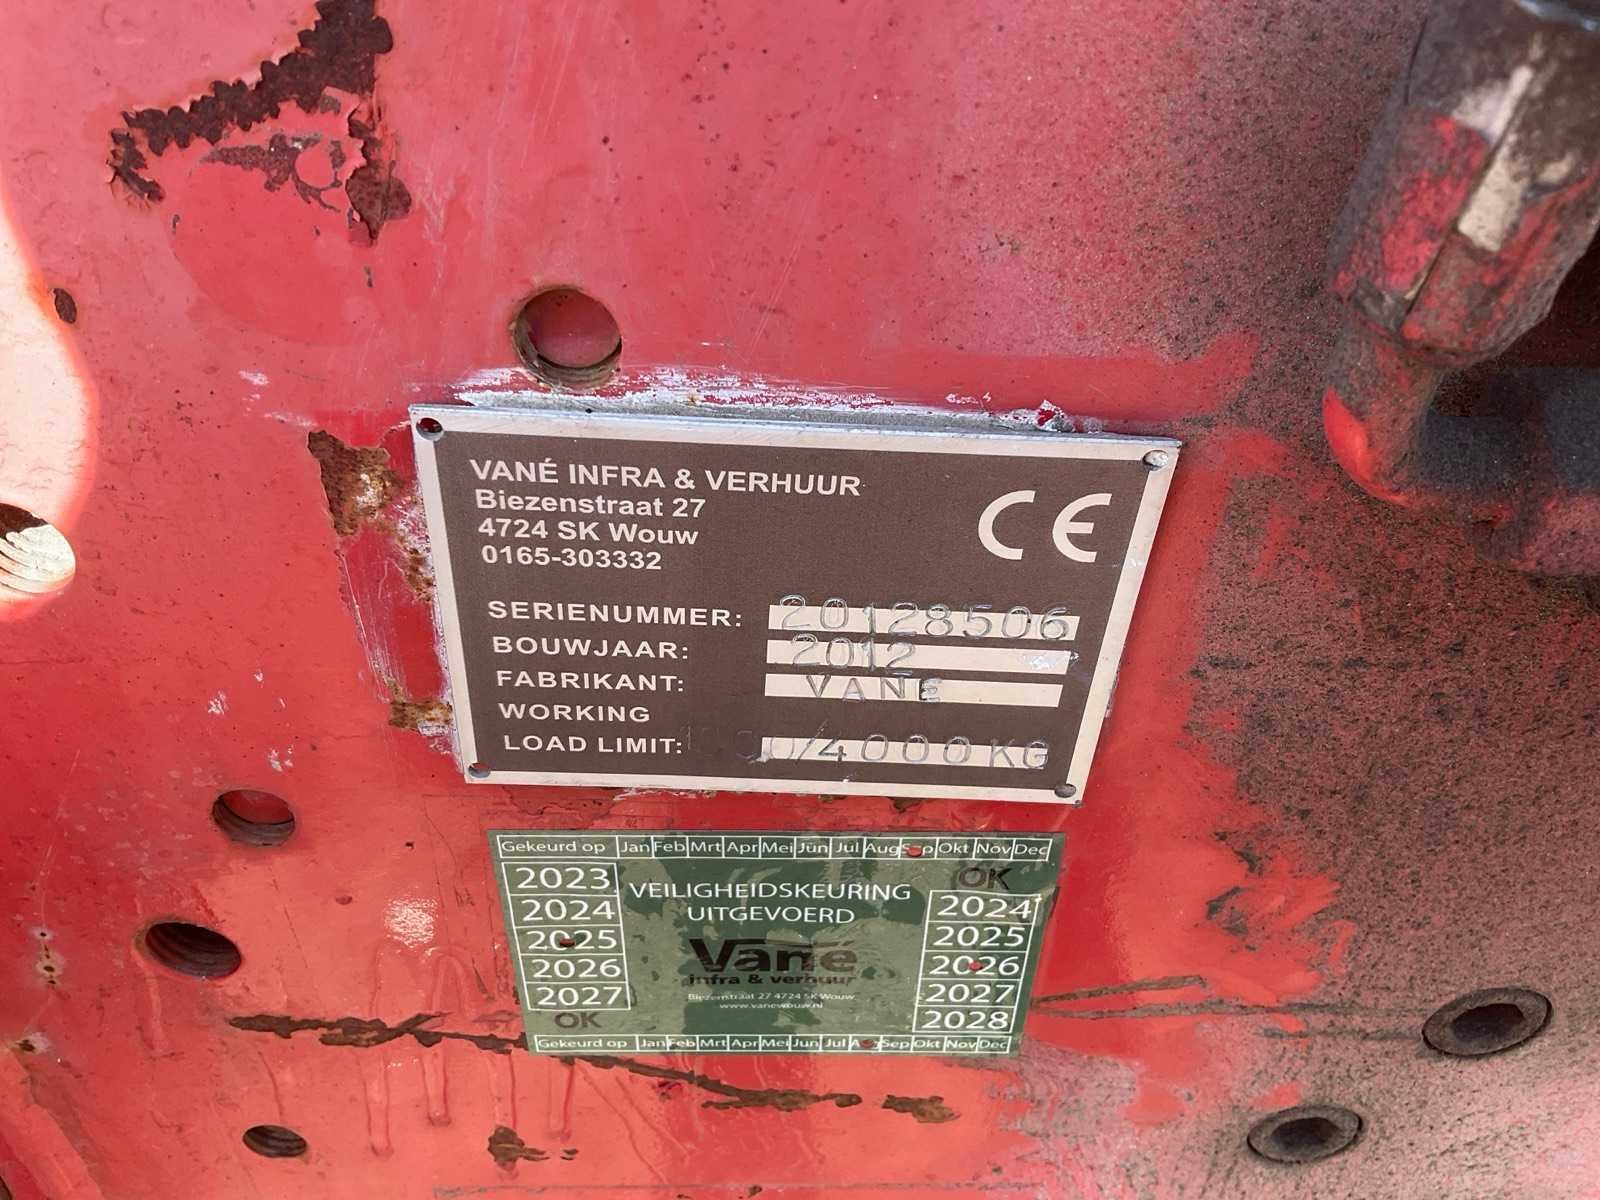 VANÉ INFRA & VERHUUR
Biezenstraat 27
4724 SK Wouw
0165-303332
CE
SERIENUMMER: 20128506
BOUWJAAR: 2012
FABRIKANT: VANE
WORKING
LOAD LIMIT: /4000KG
Gekeurd op Jan Feb Mrt Apr Mei Jun Jul Aug Sep Okt Nov Dec
OK
2023
2024
2025
2026
2027
OK
VEILIGHEIDSKEURING
UITGEVOERD
Vané
infra & verhuur
Biezenstraat 27 4724 SK Wouw
www.vanewouw.nl
2024
2025
2026
2027
2028
Gekeurd op Jan Feb Mrt Apr Mei Jun Jul Aug Sep Okt Nov Dec